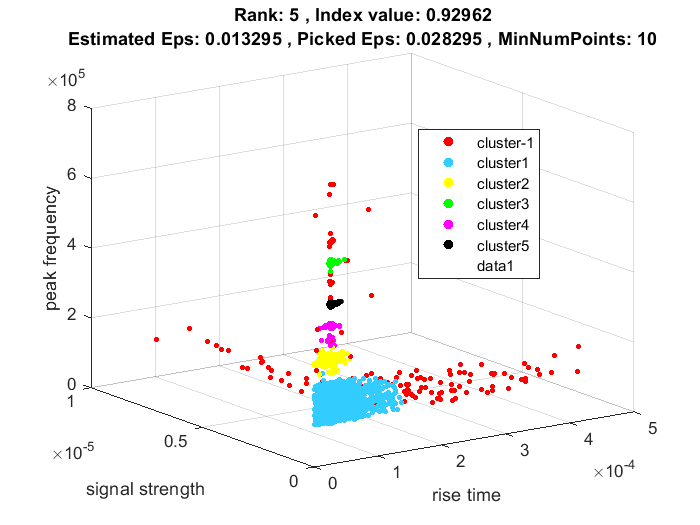 Rank: 5 , Index value: 0.92962
Estimated Eps: 0.013295 , Picked Eps: 0.028295 , MinNumPoints: 10
×10⁵
8
6
4
2
0
peak frequency
cluster-1
cluster1
cluster2
cluster3
cluster4
cluster5
data1
1
0.5
0
×10⁻⁵
signal strength
0
1
2
3
4
5
×10⁻⁴
rise time